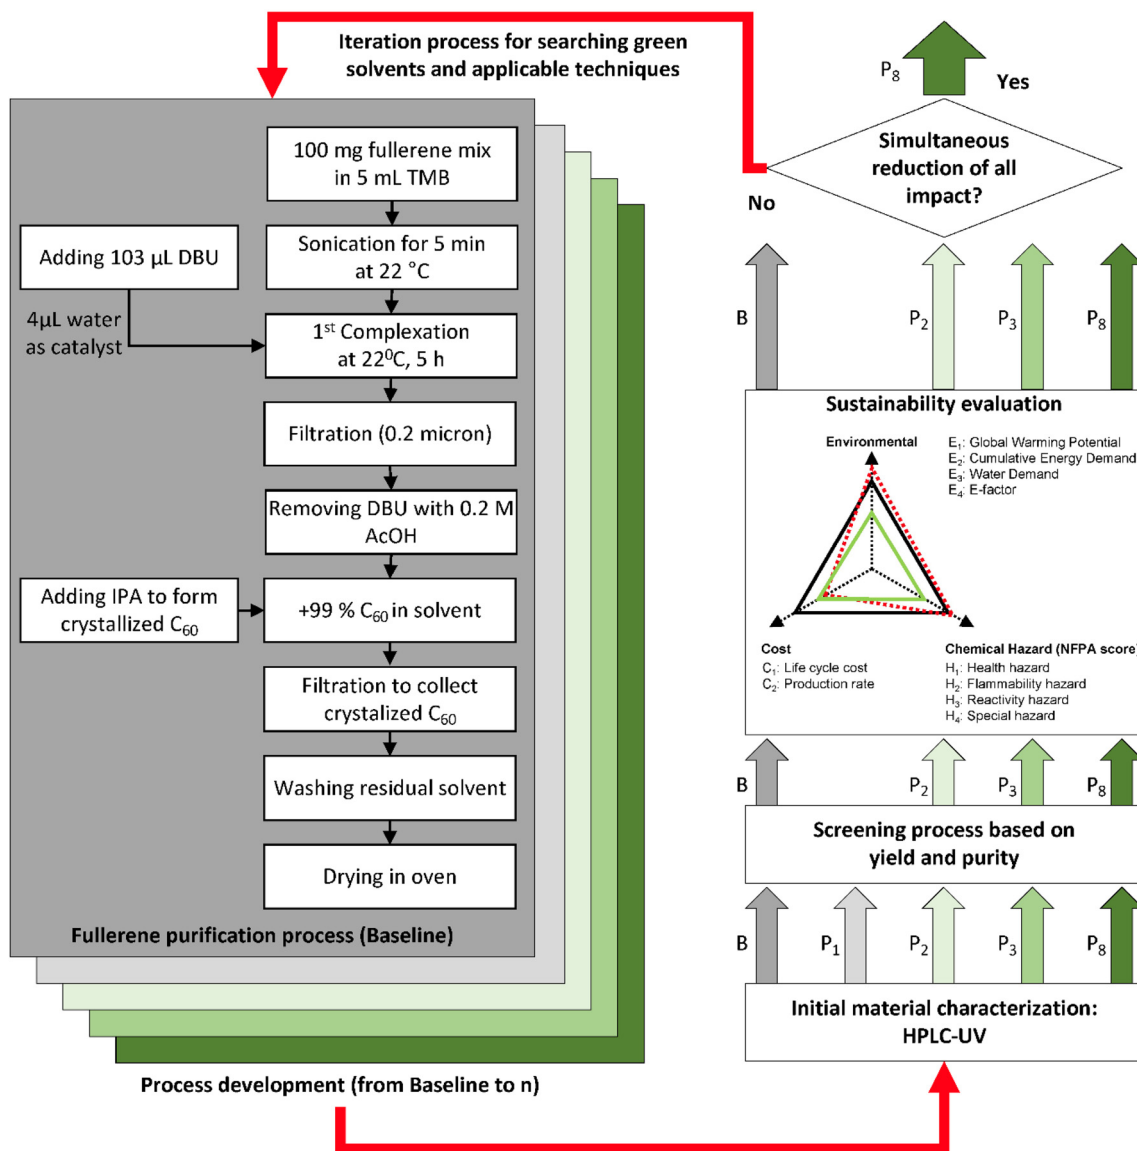 Iteration process for searching green
solvents and applicable techniques
100 mg fullerene mix
in 5 mL TMB
Adding 103 µL DBU
Sonication for 5 min
at 22 °C
4µL water
as catalyst
1st Complexation
at 22⁰C, 5 h
Filtration (0.2 micron)
Removing DBU with 0.2 M
AcOH
Adding IPA to form
crystallized C60
+99 % C60 in solvent
Filtration to collect
crystalized C60
Washing residual solvent
Drying in oven
Fullerene purification process (Baseline)
Process development (from Baseline to n)
P8
Yes
Simultaneous
reduction of all
impact?
No
B
P2
P3
P8
Sustainability evaluation
Environmental
E1: Global Warming Potential
E2: Cumulative Energy Demand
E3: Water Demand
E4: E-factor
Cost
C1: Life cycle cost
C2: Production rate
Chemical Hazard (NFPA score)
H1: Health hazard
H2: Flammability hazard
H3: Reactivity hazard
H4: Special hazard
B
P2
P3
P8
Screening process based on
yield and purity
B
P1
P2
P3
P8
Initial material characterization:
HPLC-UV